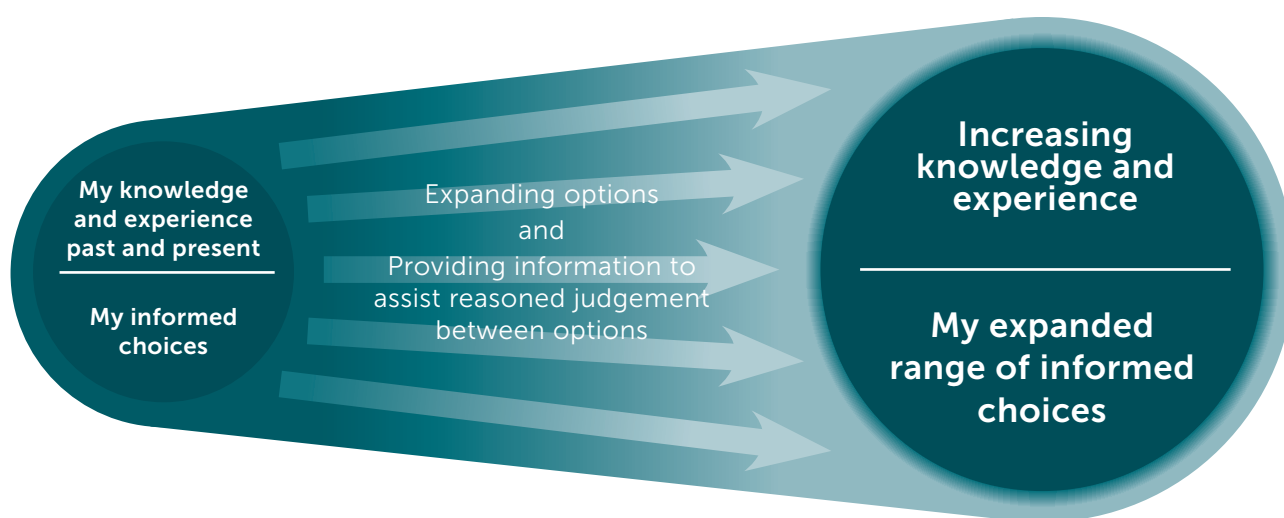 My knowledge
and experience
past and present
My informed
choices
Expanding options
and
Providing information to
assist reasoned judgement
between options
Increasing
knowledge and
experience
My expanded
range of informed
choices